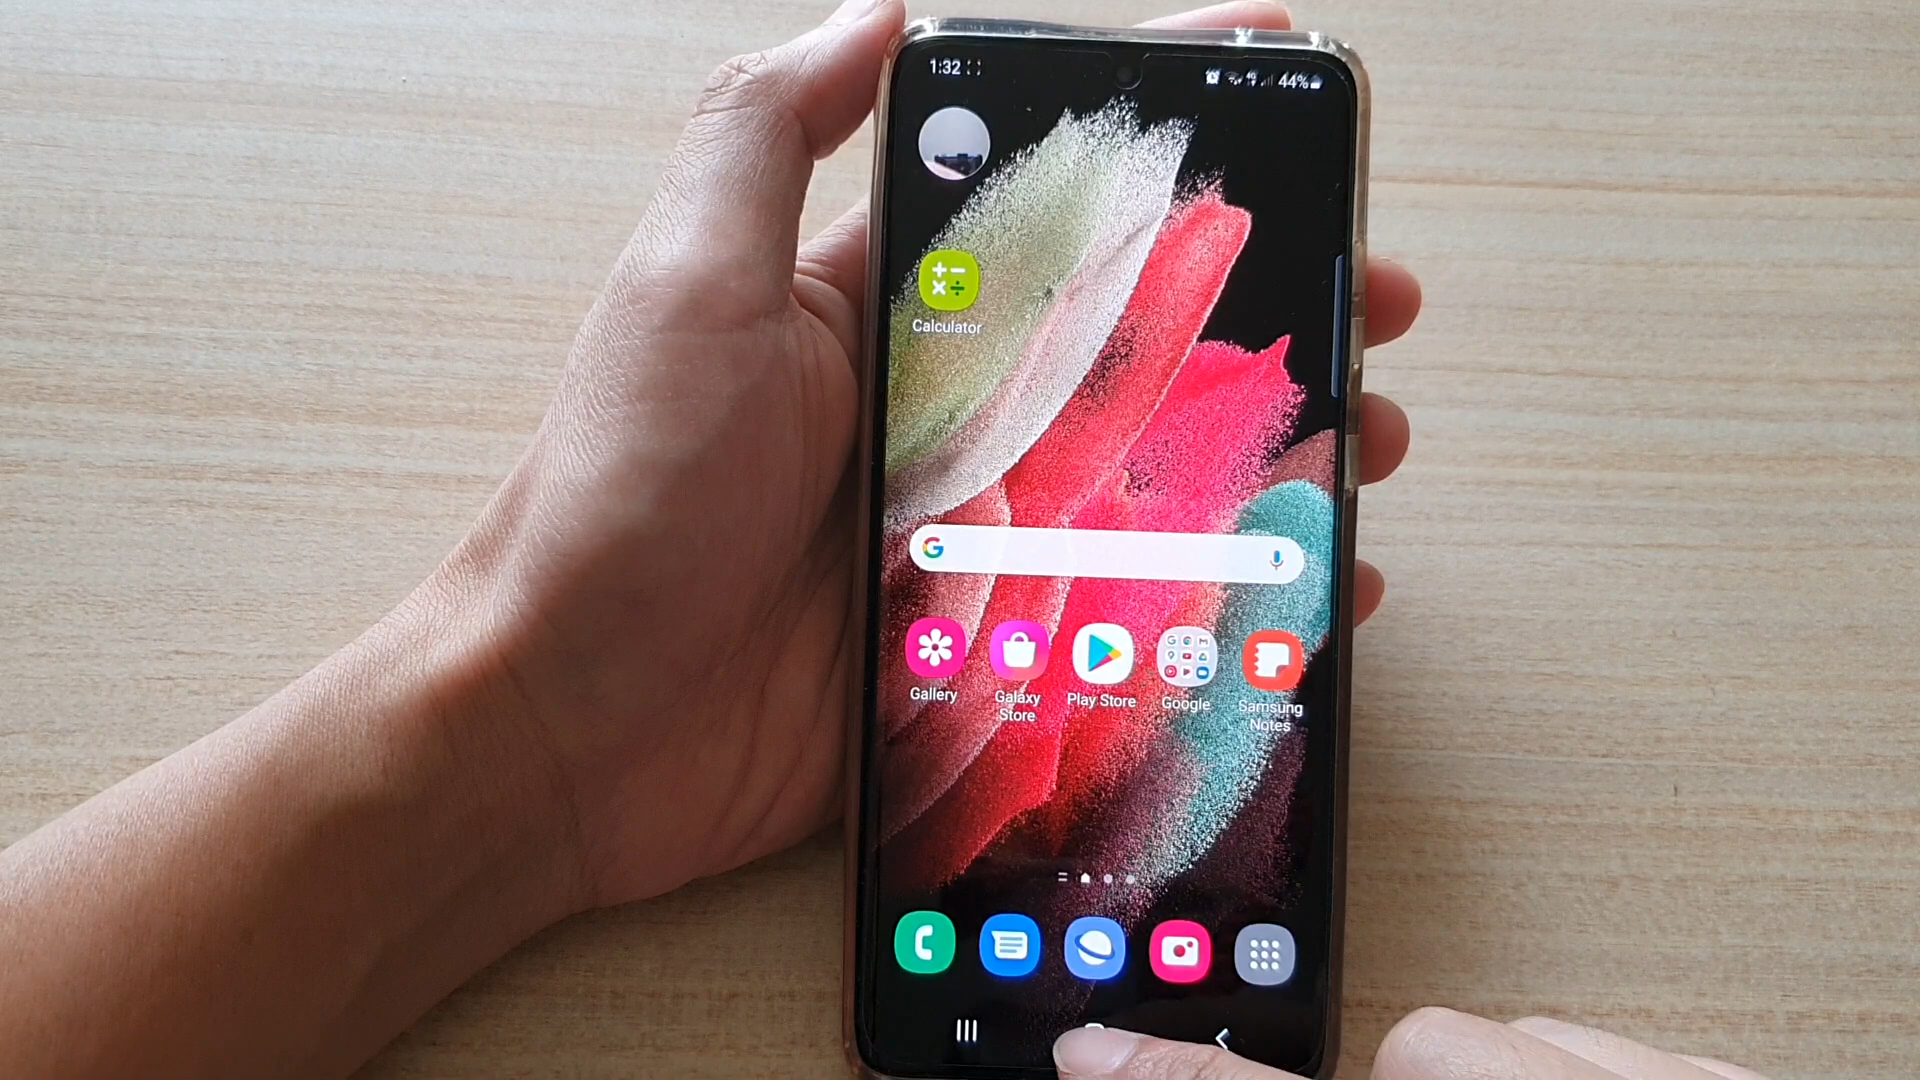 1:32
44%
Calculator
G
Gallery
Galaxy
Store
Play Store
Google
Samsung
Notes